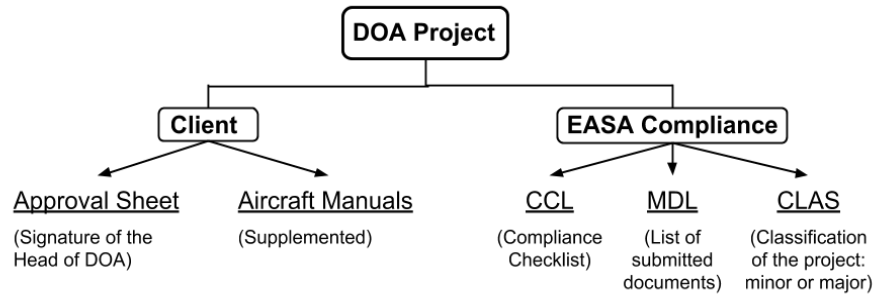 DOA Project
Client
EASA Compliance
Approval Sheet
(Signature of the
Head of DOA)
Aircraft Manuals
(Supplemented)
CCL
(Compliance
Checklist)
MDL
(List of
submitted
documents)
CLAS
(Classification
of the project:
minor or major)